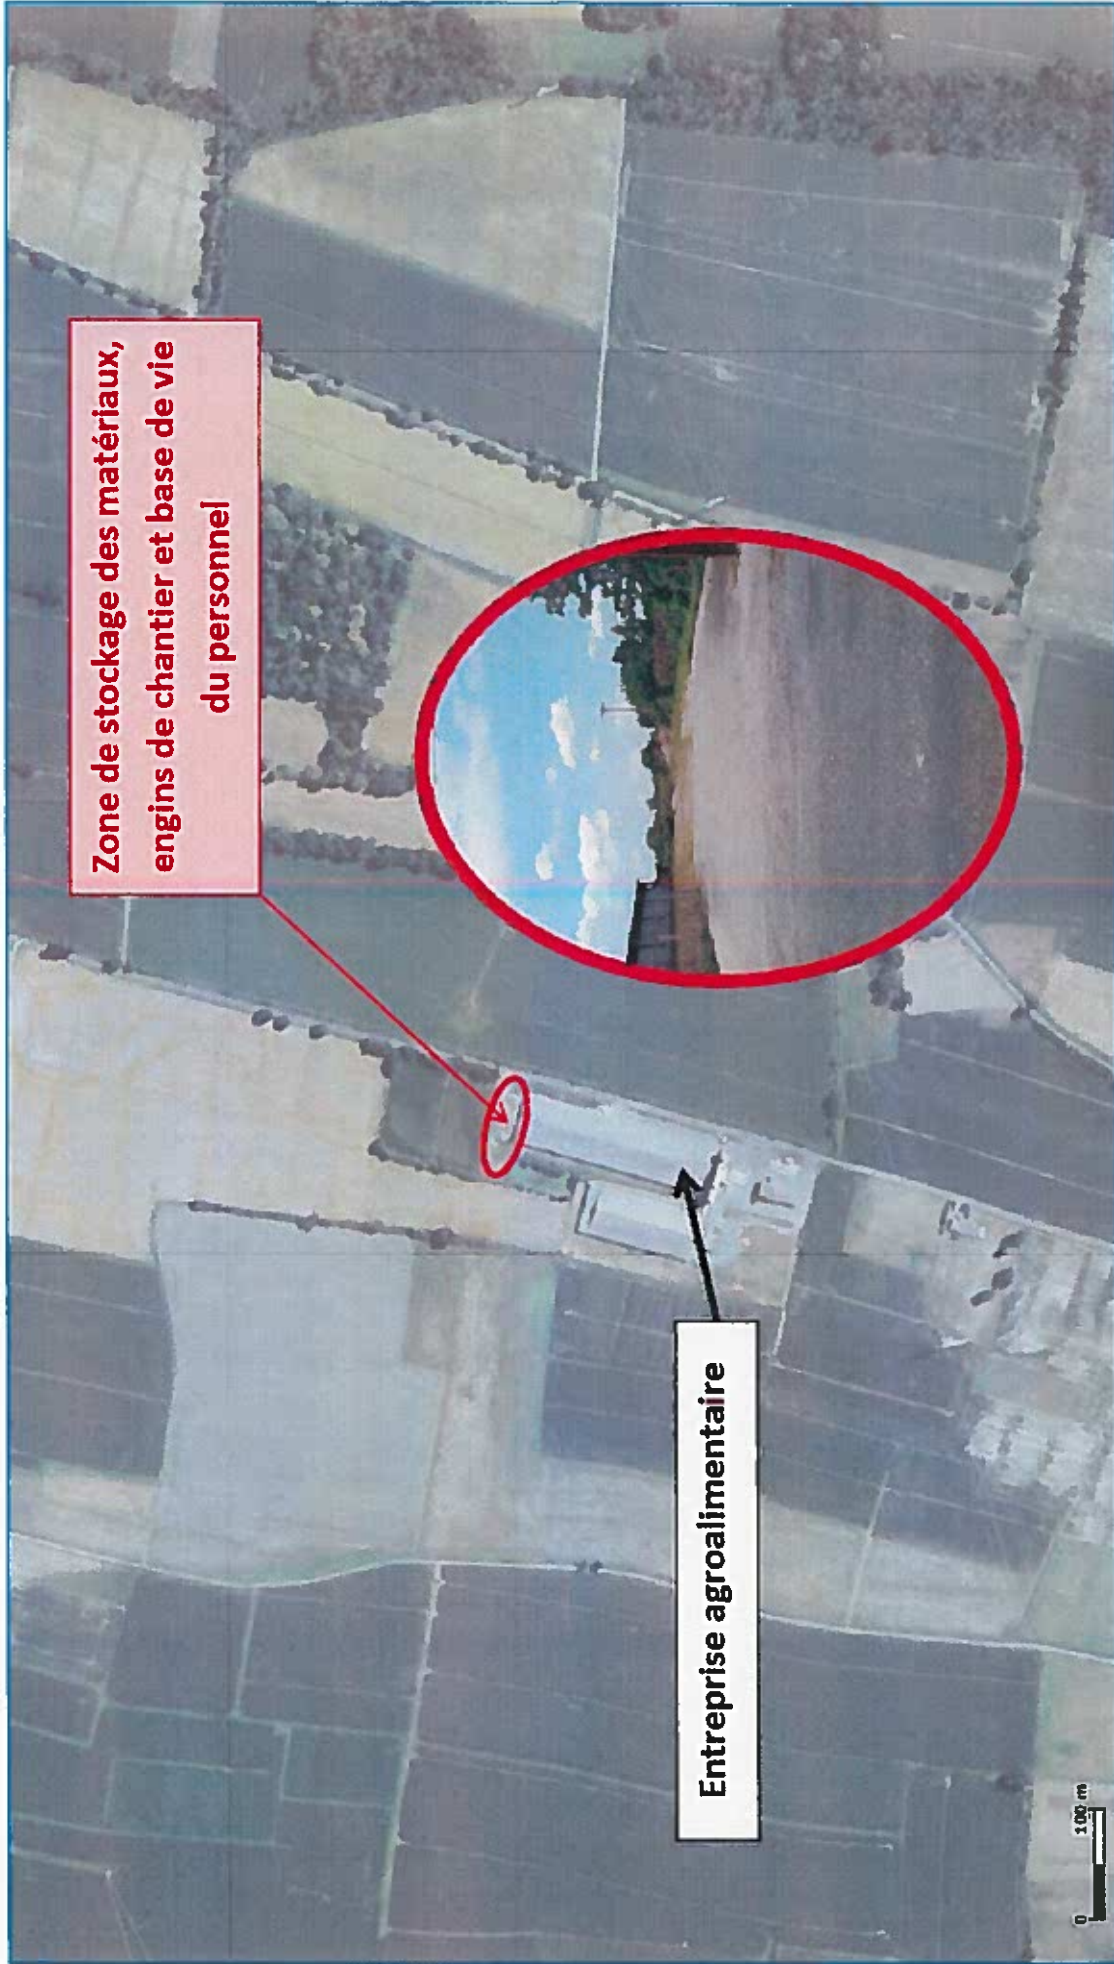 Zone de stockage des matériaux,
engins de chantier et base de vie
du personnel
Entreprise agroalimentaire
0 100 m